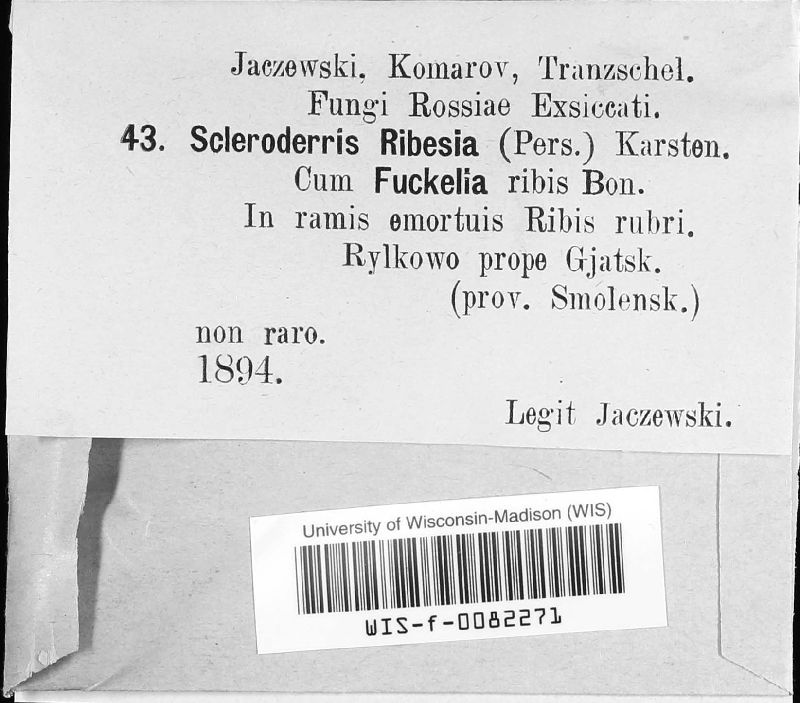 Jaczewski, Komarov, Tranzschel.
Fungi Rossiae Exsiccati.
43. Scleroderris Ribesia (Pers.) Karsten.
Cum Fuckelia ribis Bon.
In ramis emortuis Ribis rubri.
Rylkowo prope Gjatsk.
(prov. Smolensk.)
non raro.
1894.
Legit Jaczewski.
University of Wisconsin-Madison (WIS)
WIS-f-0082271